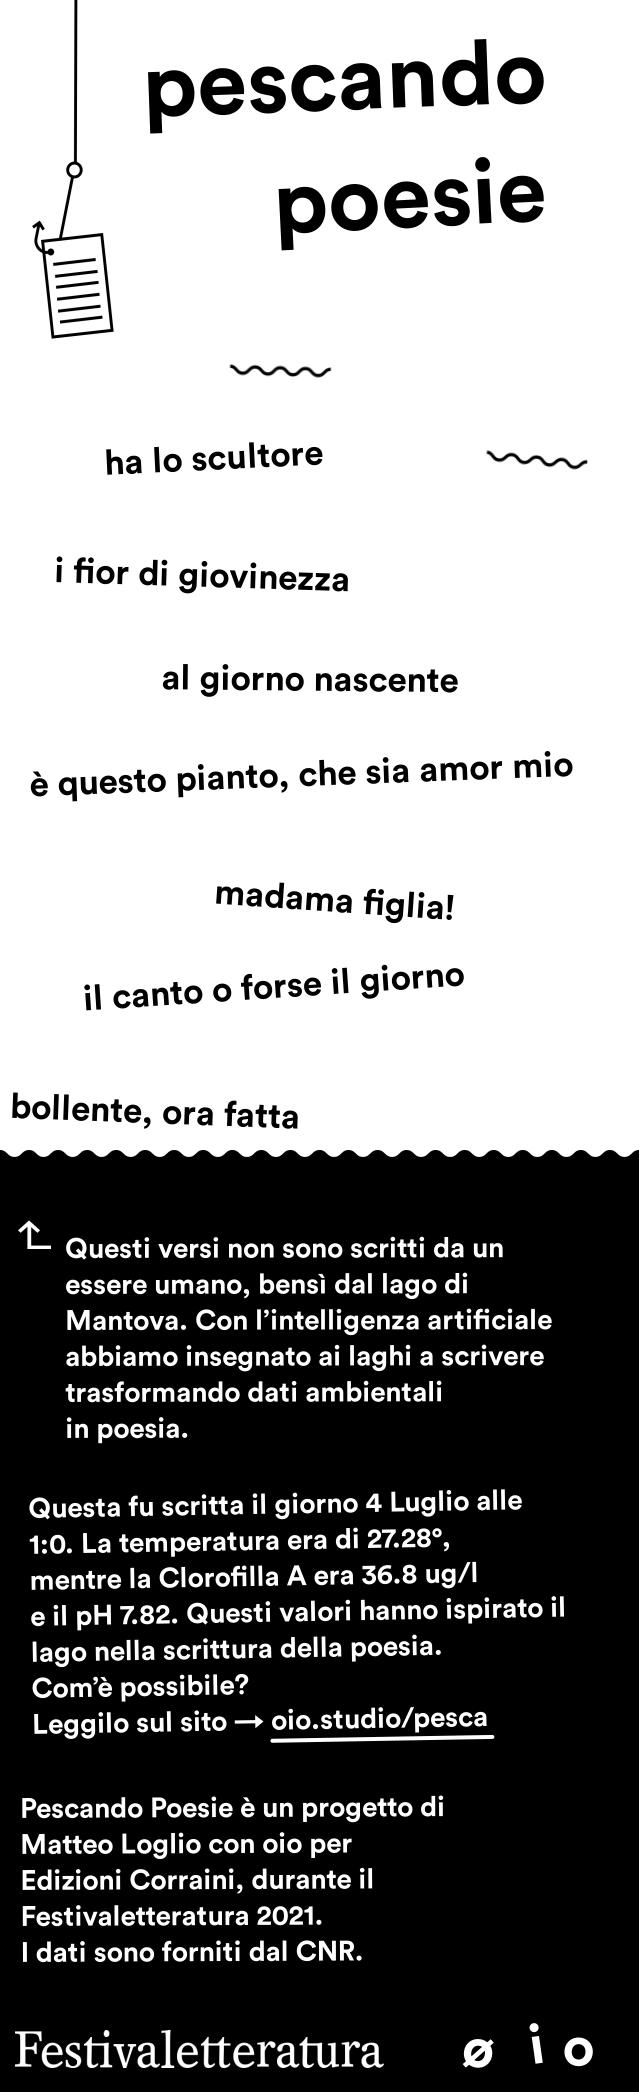 pescando
poesie
ha lo scultore
i fior di giovinezza
al giorno nascente
è questo pianto, che sia amor mio
madama figlia!
il canto o forse il giorno
bollente, ora fatta
↰ Questi versi non sono scritti da un
essere umano, bensì dal lago di
Mantova. Con l’intelligenza artificiale
abbiamo insegnato ai laghi a scrivere
trasformando dati ambientali
in poesia.
Questa fu scritta il giorno 4 Luglio alle
1:0. La temperatura era di 27.28°,
mentre la Clorofilla A era 36.8 ug/l
e il pH 7.82. Questi valori hanno ispirato il
lago nella scrittura della poesia.
Com’è possibile?
Leggilo sul sito → oio.studio/pesca
Pescando Poesie è un progetto di
Matteo Loglio con oio per
Edizioni Corraini, durante il
Festivaletteratura 2021.
I dati sono forniti dal CNR.
Festivaletteratura ø i o